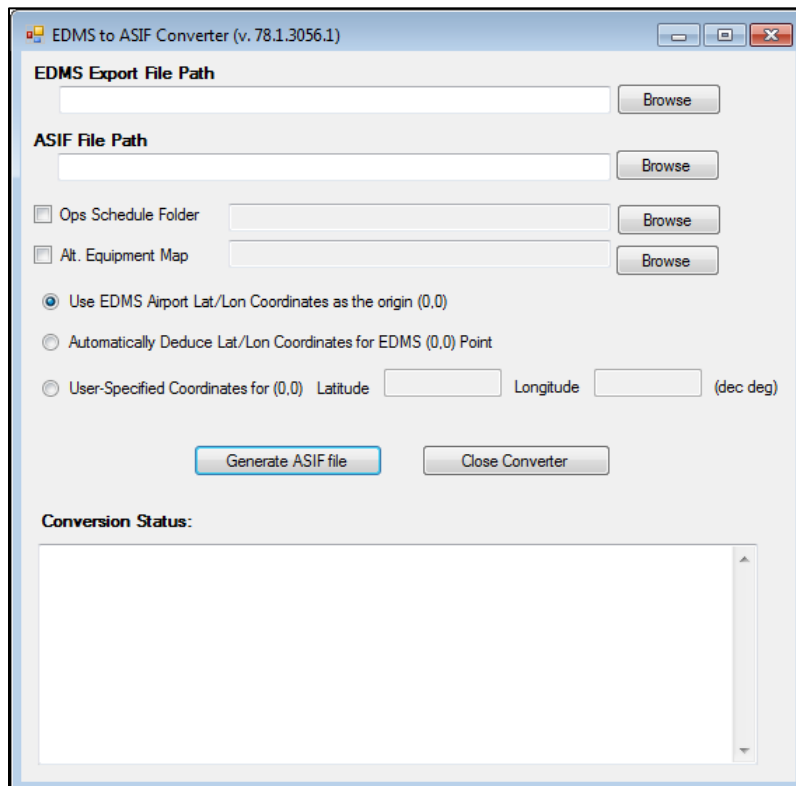 EDMS to ASIF Converter (v. 78.1.3056.1)
EDMS Export File Path
Browse
ASIF File Path
Browse
Ops Schedule Folder Browse
Alt. Equipment Map Browse
Use EDMS Airport Lat/Lon Coordinates as the origin (0,0)
Automatically Deduce Lat/Lon Coordinates for EDMS (0,0) Point
User-Specified Coordinates for (0,0) Latitude Longitude (dec deg)
Generate ASIF file Close Converter
Conversion Status: